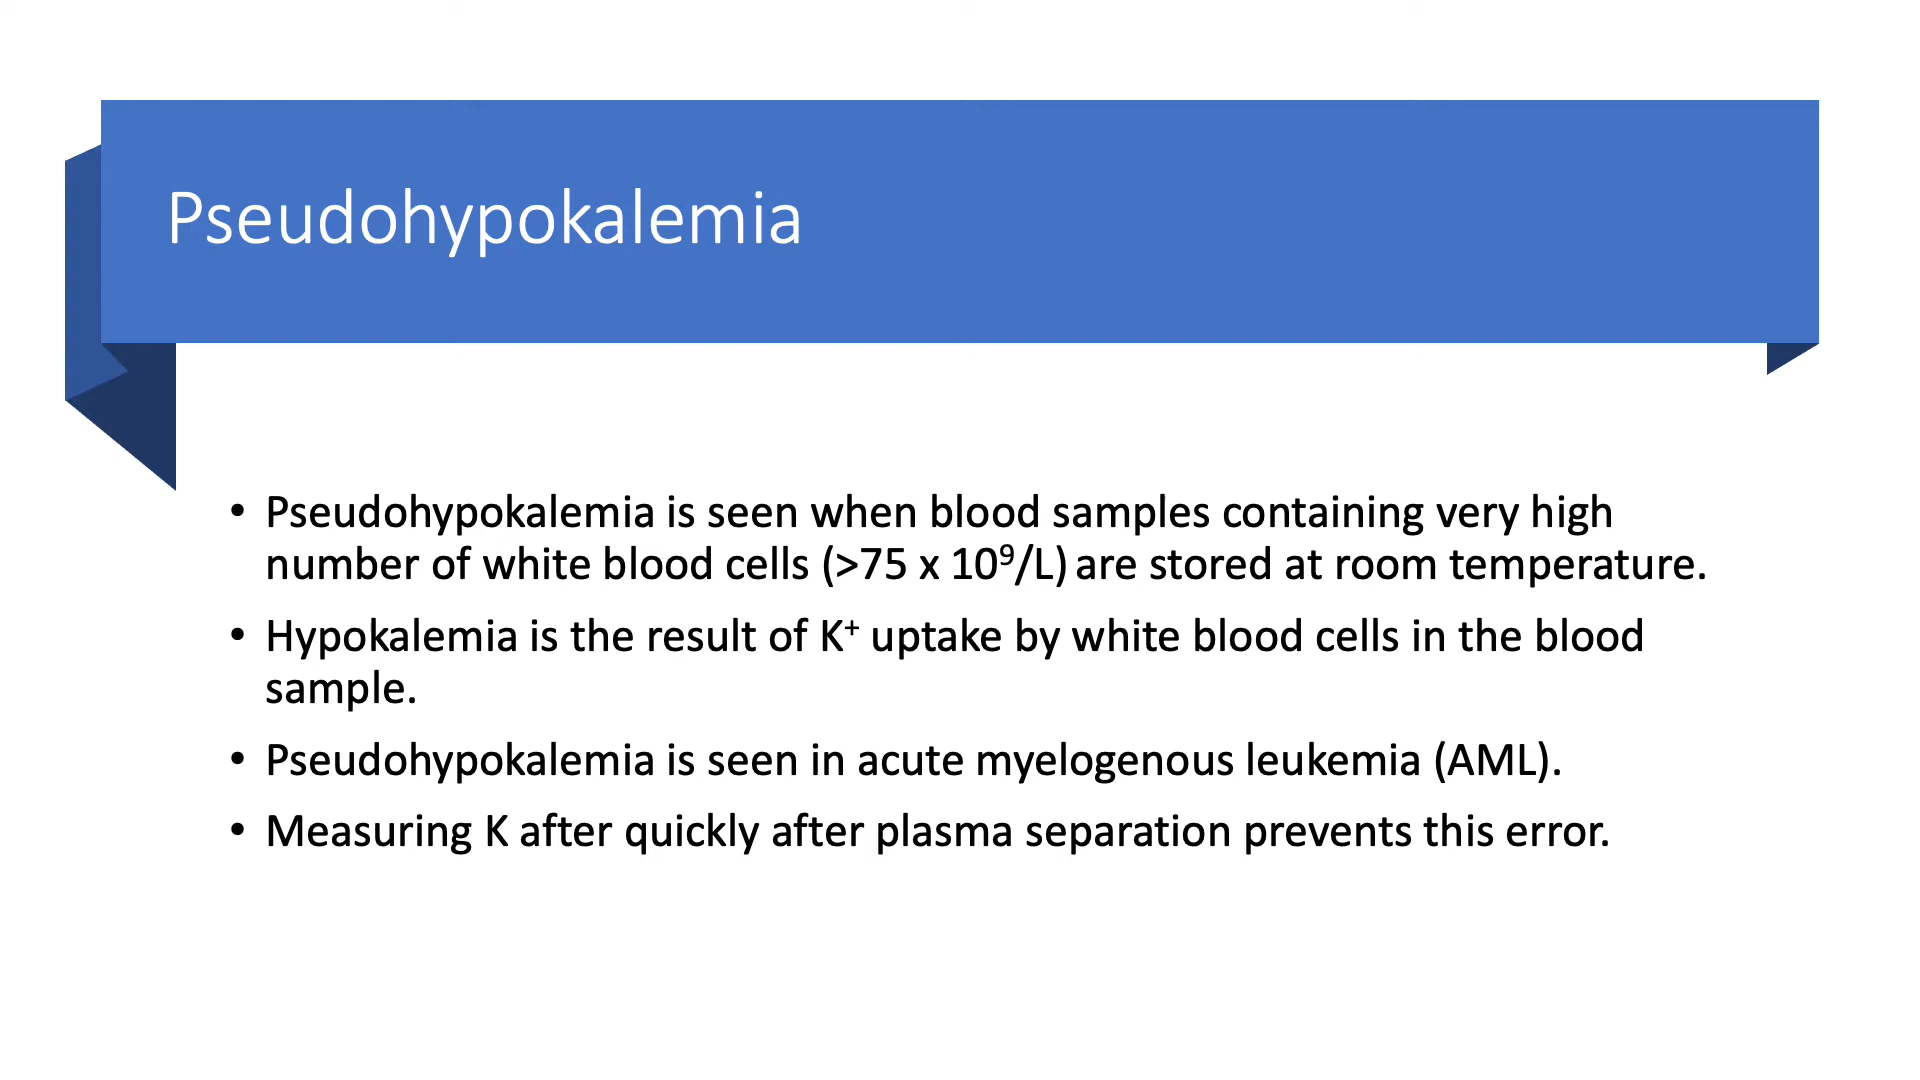 Pseudohypokalemia
• Pseudohypokalemia is seen when blood samples containing very high
number of white blood cells (>75 x 10⁹/L) are stored at room temperature.
• Hypokalemia is the result of K⁺ uptake by white blood cells in the blood
sample.
• Pseudohypokalemia is seen in acute myelogenous leukemia (AML).
• Measuring K after quickly after plasma separation prevents this error.